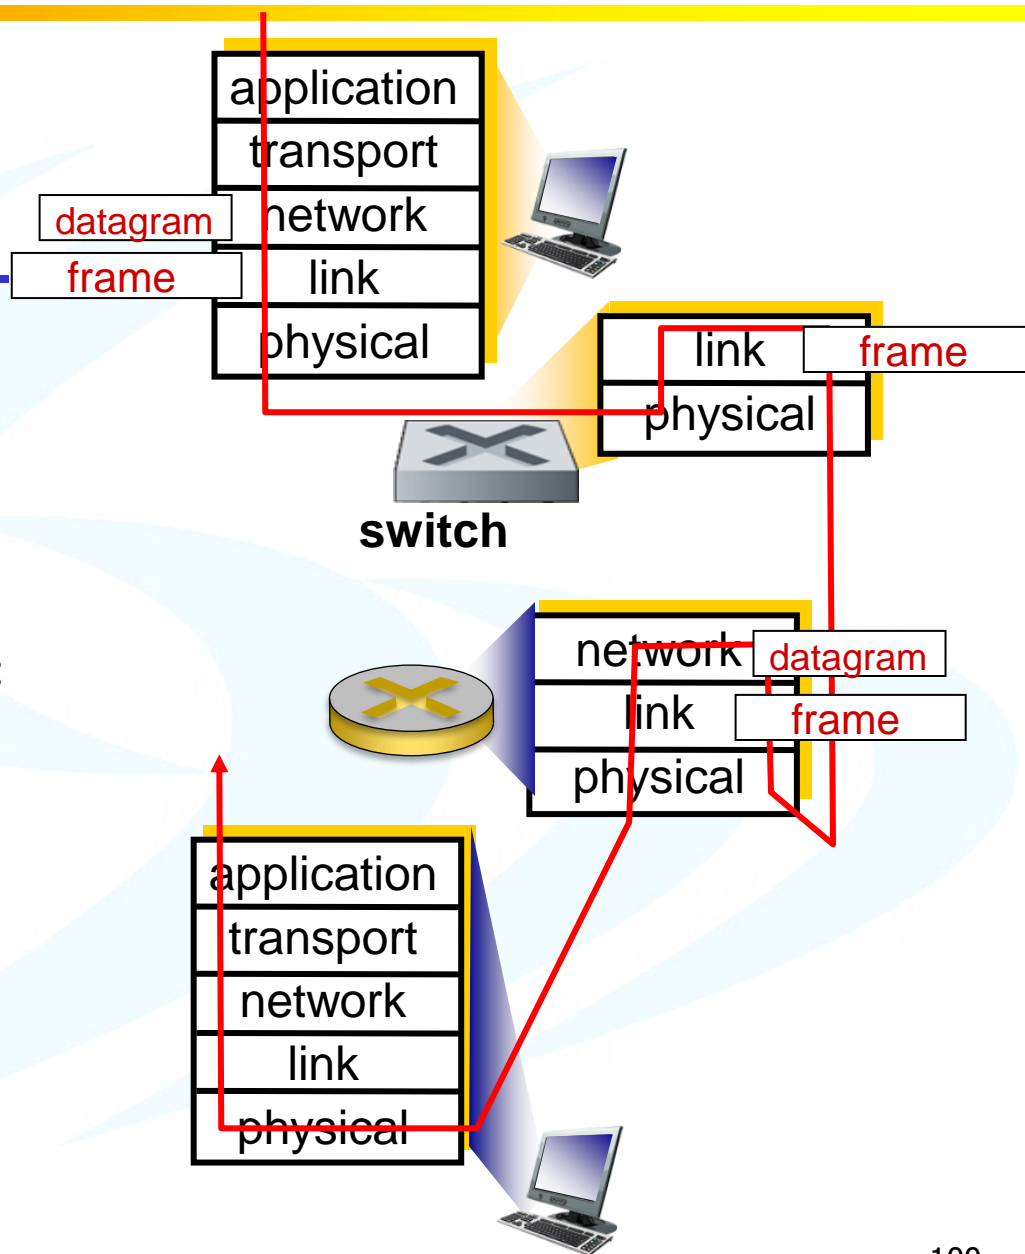 application
transport
datagram
network
frame
link
physical
link
frame
physical
switch
network
datagram
:
link
frame
physical
application
transport
network
link
physical